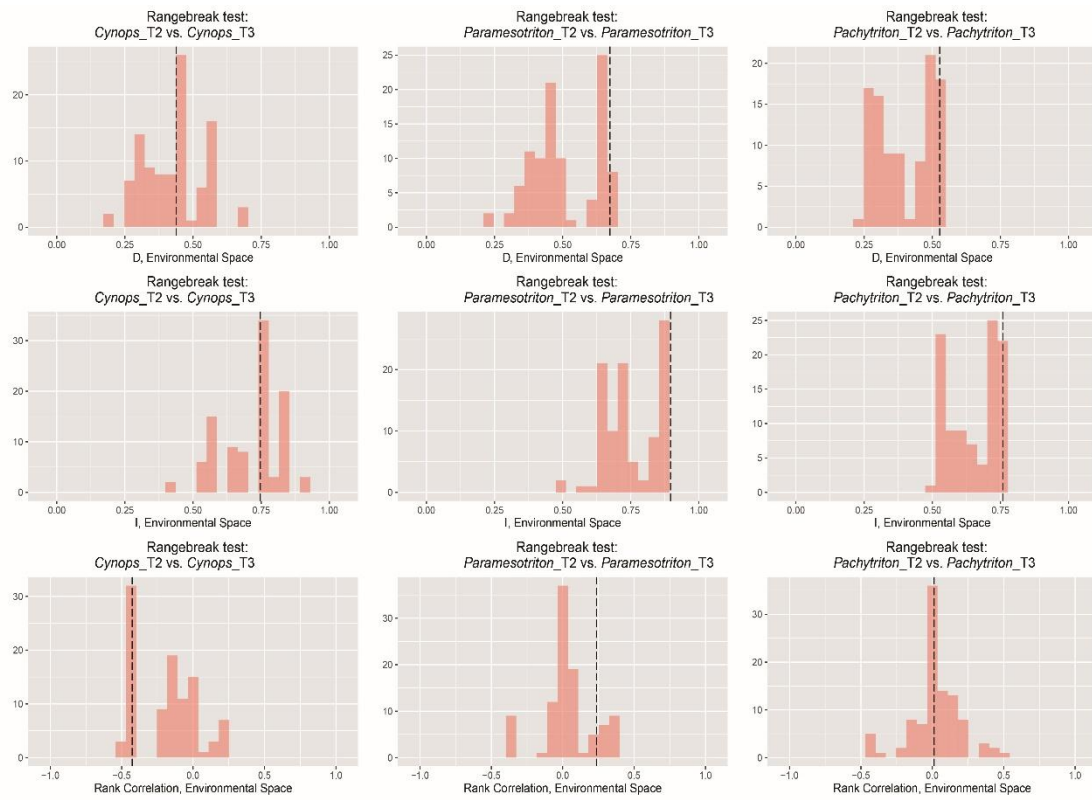 Rangebreak test:
Cynops_T2 vs. Cynops_T3
20
10
0
0.00 0.25 0.50 0.75 1.00
D, Environmental Space
Rangebreak test:
Paramesotriton_T2 vs. Paramesotriton_T3
25
20
15
10
5
0
0.00 0.25 0.50 0.75 1.00
D, Environmental Space
Rangebreak test:
Pachytriton_T2 vs. Pachytriton_T3
20
15
10
5
0
0.00 0.25 0.50 0.75 1.00
D, Environmental Space
Rangebreak test:
Cynops_T2 vs. Cynops_T3
30
20
10
0
0.00 0.25 0.50 0.75 1.00
I, Environmental Space
Rangebreak test:
Paramesotriton_T2 vs. Paramesotriton_T3
20
10
0
0.00 0.25 0.50 0.75 1.00
I, Environmental Space
Rangebreak test:
Pachytriton_T2 vs. Pachytriton_T3
25
20
15
10
5
0
0.00 0.25 0.50 0.75 1.00
I, Environmental Space
Rangebreak test:
Cynops_T2 vs. Cynops_T3
30
20
10
0
−1.0 −0.5 0.0 0.5 1.0
Rank Correlation, Environmental Space
Rangebreak test:
Paramesotriton_T2 vs. Paramesotriton_T3
30
20
10
0
−1.0 −0.5 0.0 0.5 1.0
Rank Correlation, Environmental Space
Rangebreak test:
Pachytriton_T2 vs. Pachytriton_T3
30
20
10
0
−1.0 −0.5 0.0 0.5 1.0
Rank Correlation, Environmental Space